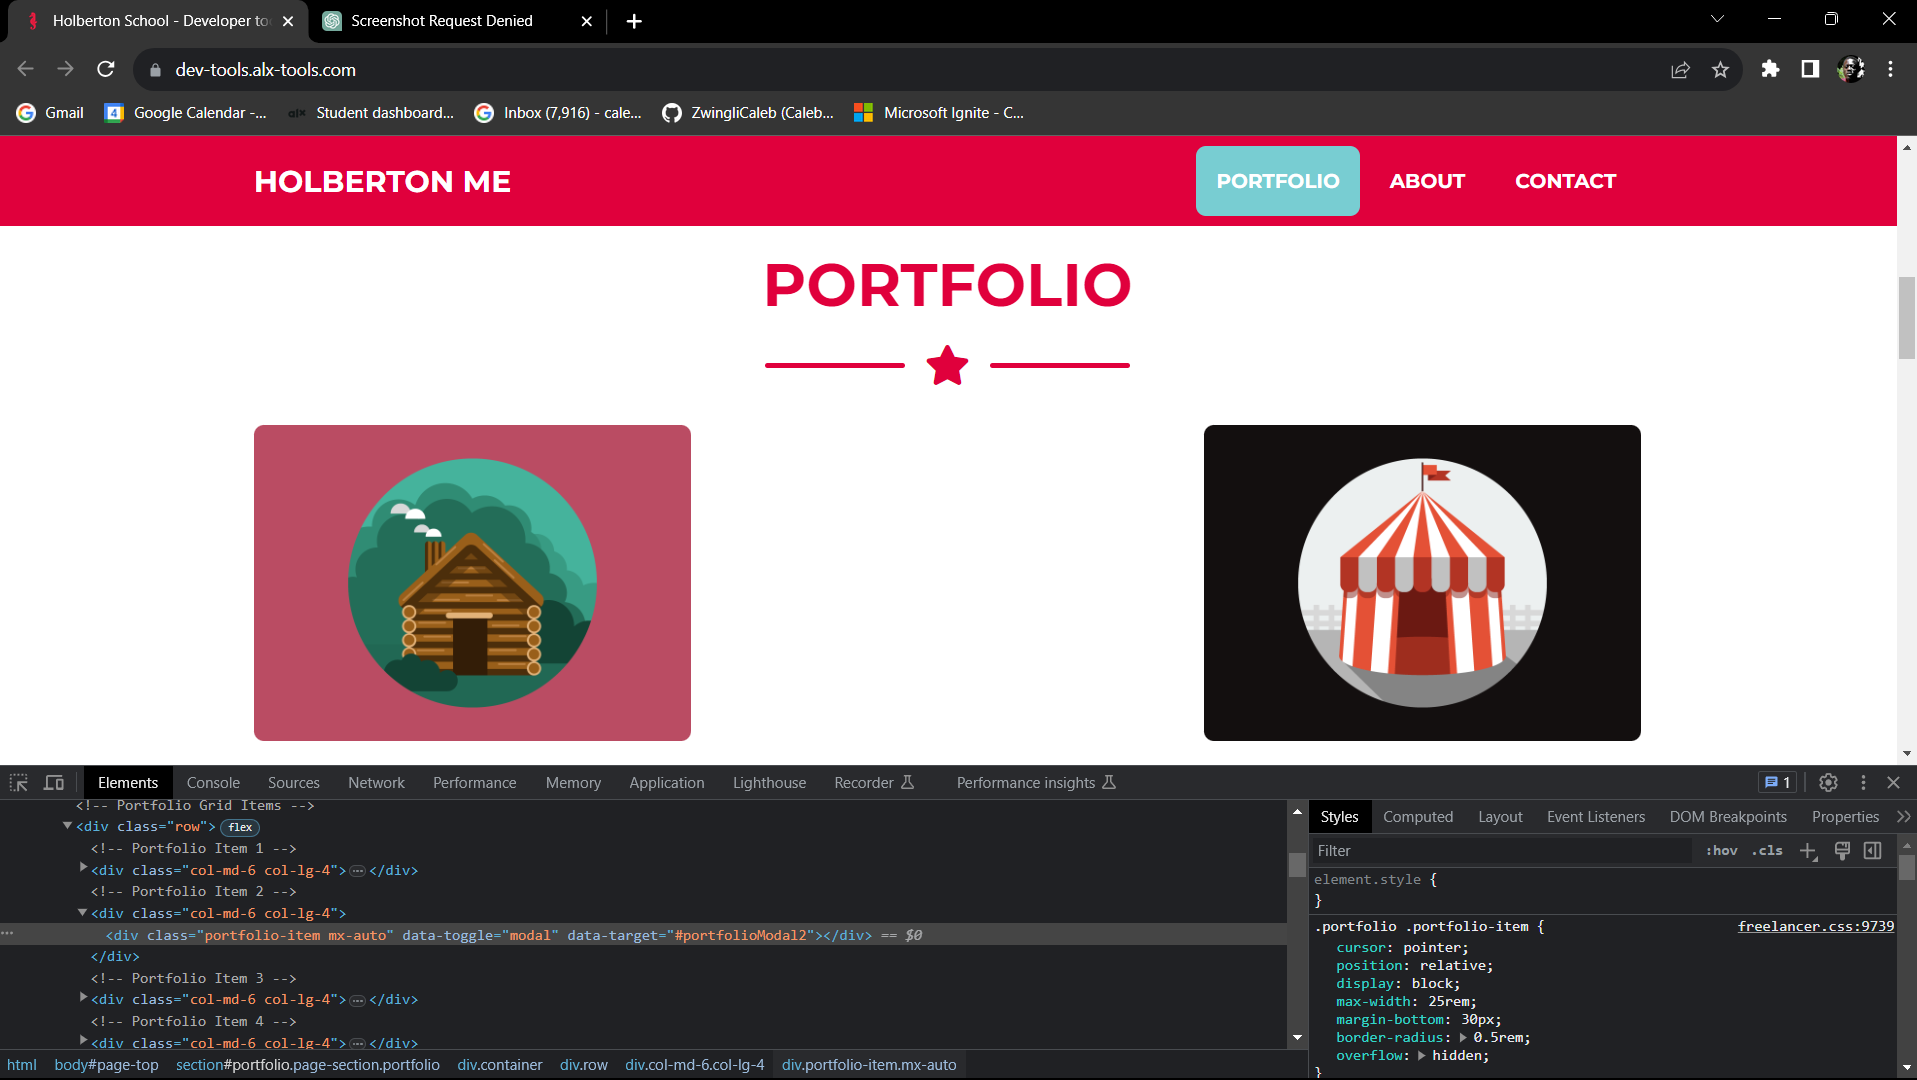 Holberton School - Developer to
Screenshot Request Denied
dev-tools.alx-tools.com
Gmail
Google Calendar -...
alx
Student dashboard...
Inbox (7,916) - cale...
ZwingliCaleb (Caleb...
Microsoft Ignite - C...
HOLBERTON ME
PORTFOLIO
ABOUT
CONTACT
PORTFOLIO
Elements
Console
Sources
Network
Performance
Memory
Application
Lighthouse
Recorder
Performance insights
1
<!-- Portfolio Grid Items -->
<div class="row"> flex
<!-- Portfolio Item 1 -->
<div class="col-md-6 col-lg-4"> ⋯ </div>
<!-- Portfolio Item 2 -->
<div class="col-md-6 col-lg-4">
<div class="portfolio-item mx-auto" data-toggle="modal" data-target="#portfolioModal2"></div> == $0
</div>
<!-- Portfolio Item 3 -->
<div class="col-md-6 col-lg-4"> ⋯ </div>
<!-- Portfolio Item 4 -->
<div class="col-md-6 col-lg-4"> ⋯ </div>
html body#page-top section#portfolio.page-section.portfolio div.container div.row div.col-md-6.col-lg-4 div.portfolio-item.mx-auto
Styles
Computed
Layout
Event Listeners
DOM Breakpoints
Properties
Filter
:hov .cls
element.style {
}
.portfolio .portfolio-item { freelancer.css:9739
cursor: pointer;
position: relative;
display: block;
max-width: 25rem;
margin-bottom: 30px;
border-radius: 0.5rem;
overflow: hidden;
}